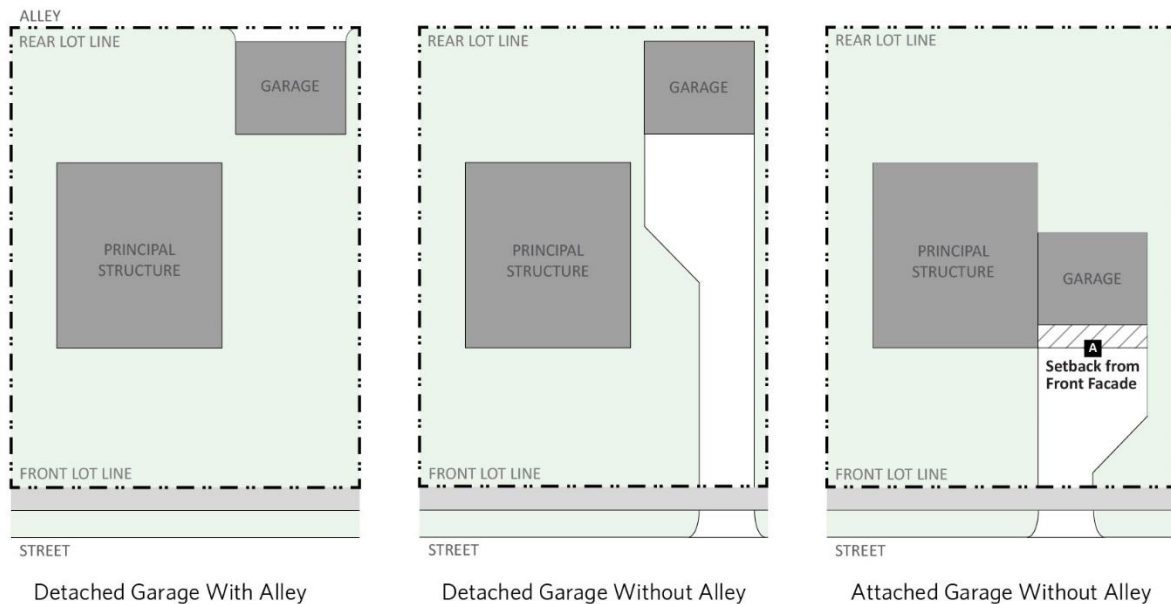 ALLEY
REAR LOT LINE
GARAGE
PRINCIPAL
STRUCTURE
FRONT LOT LINE
STREET
Detached Garage With Alley
REAR LOT LINE
GARAGE
PRINCIPAL
STRUCTURE
FRONT LOT LINE
STREET
Detached Garage Without Alley
REAR LOT LINE
PRINCIPAL
STRUCTURE
GARAGE
A
Setback from
Front Facade
FRONT LOT LINE
STREET
Attached Garage Without Alley